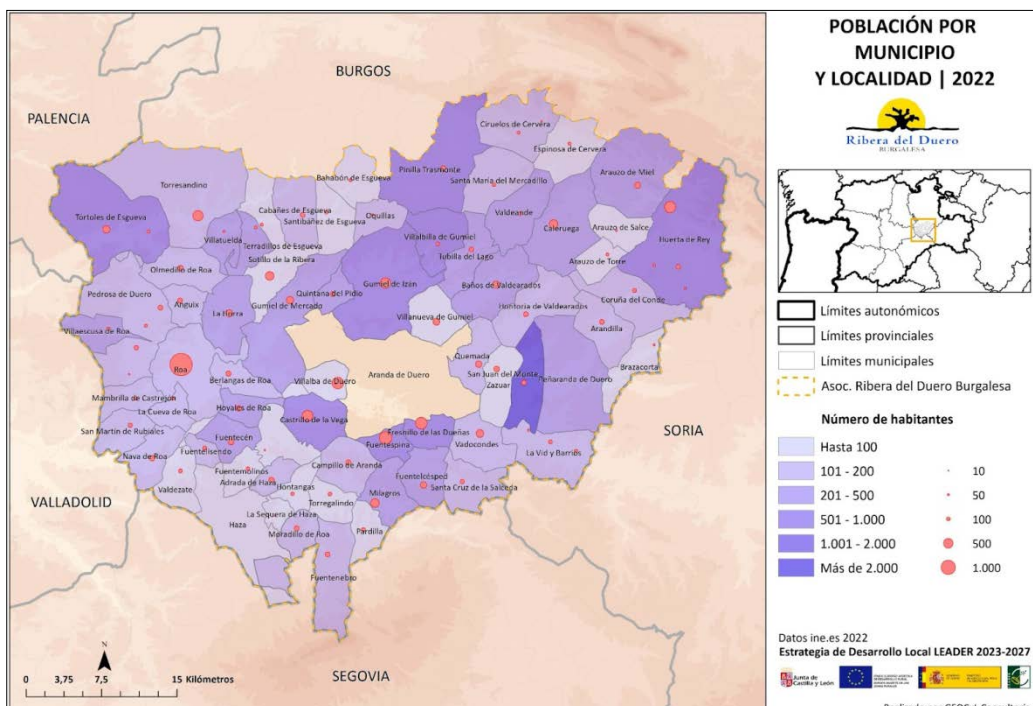 POBLACIÓN POR
MUNICIPIO
Y LOCALIDAD | 2022
Ribera del Duero
BURGALESA
BURGOS
PALENCIA
SORIA
VALLADOLID
SEGOVIA
Ciruelos de Cervera
Espinosa de Cervera
Pinilla Trasmonte
Bahabón de Esgueva
Santa María del Mercadillo
Arauzo de Miel
Torresandino
Cabañes de Esgueva
Oquillas
Santibáñez de Esgueva
Valdeande
Tortoles de Esgueva
Caleruega
Arauzo de Salce
Huerta de Rey
Villatuelda
Terradillos de Esgueva
Villalbilla de Gumiel
Tubilla del Lago
Sotillo de la Ribera
Arauzo de Torre
Olmedillo de Roa
Gumiel de Izán
Baños de Valdearados
Pedrosa de Duero
Quintana del Pidio
Coruña del Conde
Anguix
Gumiel de Mercado
Hontoria de Valdearados
La Horra
Villanueva de Gumiel
Arandilla
Villaescusa de Roa
Quemada
Roa
Aranda de Duero
San Juan del Monte
Brazacorta
Berlangas de Roa
Villalba de Duero
Zazuar
Peñaranda de Duero
Mambrilla de Castrejón
La Cueva de Roa
Hoyales de Roa
Castrillo de la Vega
San Martín de Rubiales
Fresnillo de las Dueñas
Fuentecén
Fuentespina
Vadocondes
Nava de Roa
Fuentelisendo
La Vid y Barrios
Fuentemolinos
Campillo de Aranda
Valdezate
Adrada de Haza
Fuentelcésped
Santa Cruz de la Salceda
Hontangas
Torregalindo
Milagros
La Sequera de Haza
Haza
Moradillo de Roa
Pardilla
Fuentenebro
N
0 3,75 7,5 15 Kilómetros
Límites autonómicos
Límites provinciales
Límites municipales
Asoc. Ribera del Duero Burgalesa
Número de habitantes
Hasta 100
101 - 200
201 - 500
501 - 1.000
1.001 - 2.000
Más de 2.000
10
50
100
500
1.000
Datos ine.es 2022
Estrategia de Desarrollo Local LEADER 2023-2027
Junta de
Castilla y León